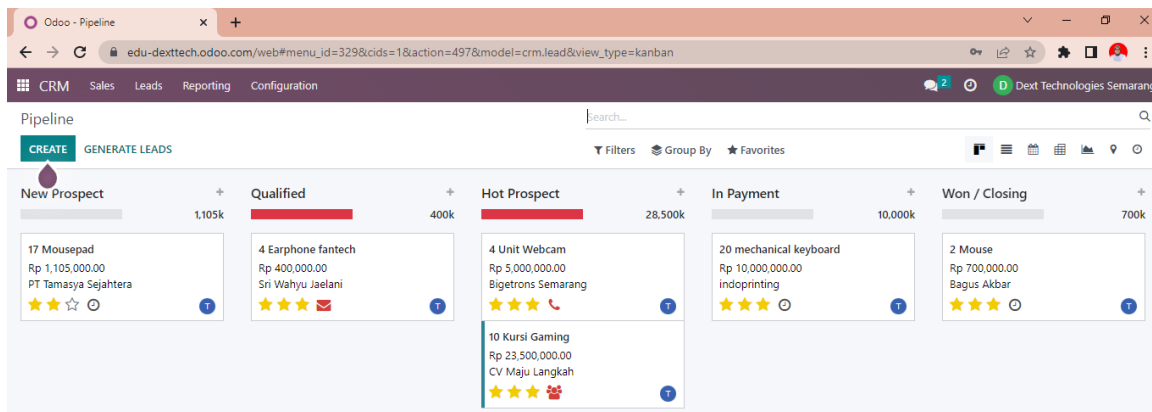 Odoo - Pipeline
edu-dexttech.odoo.com/web#menu_id=329&cids=1&action=497&model=crm.lead&view_type=kanban
CRM Sales Leads Reporting Configuration 2 D Dext Technologies Semarang
Pipeline Search...
CREATE GENERATE LEADS Filters Group By Favorites
New Prospect Qualified Hot Prospect In Payment Won / Closing
1,105k 400k 28,500k 10,000k 700k
17 Mousepad
Rp 1,105,000.00
PT Tamasya Sejahtera
T
4 Earphone fantech
Rp 400,000.00
Sri Wahyu Jaelani
T
4 Unit Webcam
Rp 5,000,000.00
Bigetrons Semarang
T
10 Kursi Gaming
Rp 23,500,000.00
CV Maju Langkah
T
20 mechanical keyboard
Rp 10,000,000.00
indoprinting
T
2 Mouse
Rp 700,000.00
Bagus Akbar
T